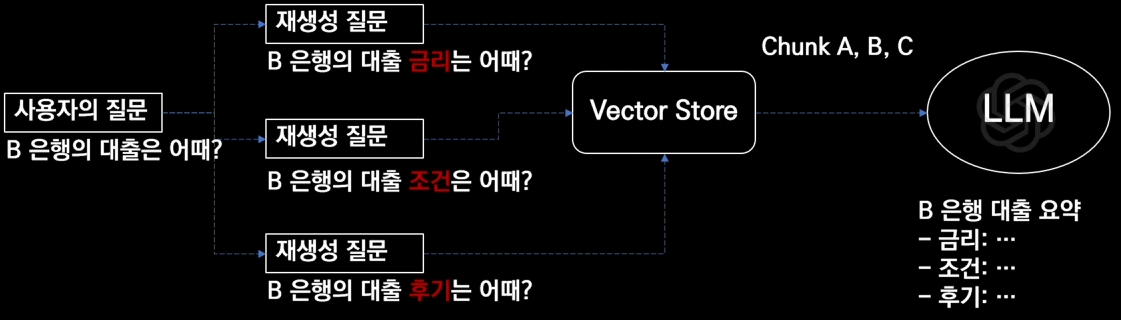 재생성 질문
B 은행의 대출 금리는 어때?
사용자의 질문
B 은행의 대출은 어때?
재생성 질문
B 은행의 대출 조건은 어때?
재생성 질문
B 은행의 대출 후기는 어때?
Vector Store
Chunk A, B, C
LLM
B 은행 대출 요약
- 금리: ⋯
- 조건: ⋯
- 후기: ⋯